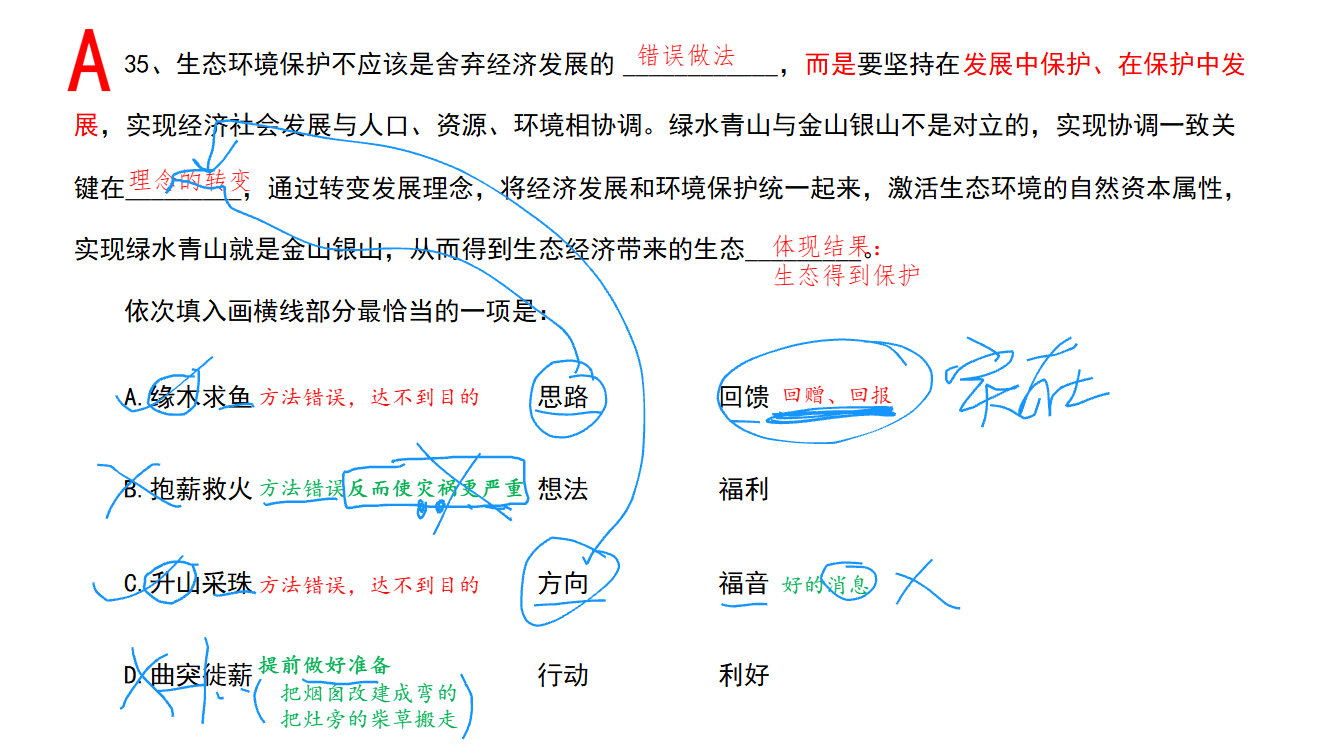 A
35、生态环境保护不应该是舍弃经济发展的 错误做法 ____________，而是要坚持在发展中保护、在保护中发
展，实现经济社会发展与人口、资源、环境相协调。绿水青山与金山银山不是对立的，实现协调一致关
键在 理念的转变 _________，通过转变发展理念，将经济发展和环境保护统一起来，激活生态环境的自然资本属性，
实现绿水青山就是金山银山，从而得到生态经济带来的生态 体现结果： _________。
生态得到保护
依次填入画横线部分最恰当的一项是：
A.缘木求鱼 方法错误，达不到目的 思路 回馈 回赠、回报 实在
B.抱薪救火 方法错误反而使灾祸更严重 想法 福利
C.升山采珠 方法错误，达不到目的 方向 福音 好的消息
D.曲突徙薪 提前做好准备 行动 利好
把烟囱改建成弯的
把灶旁的柴草搬走